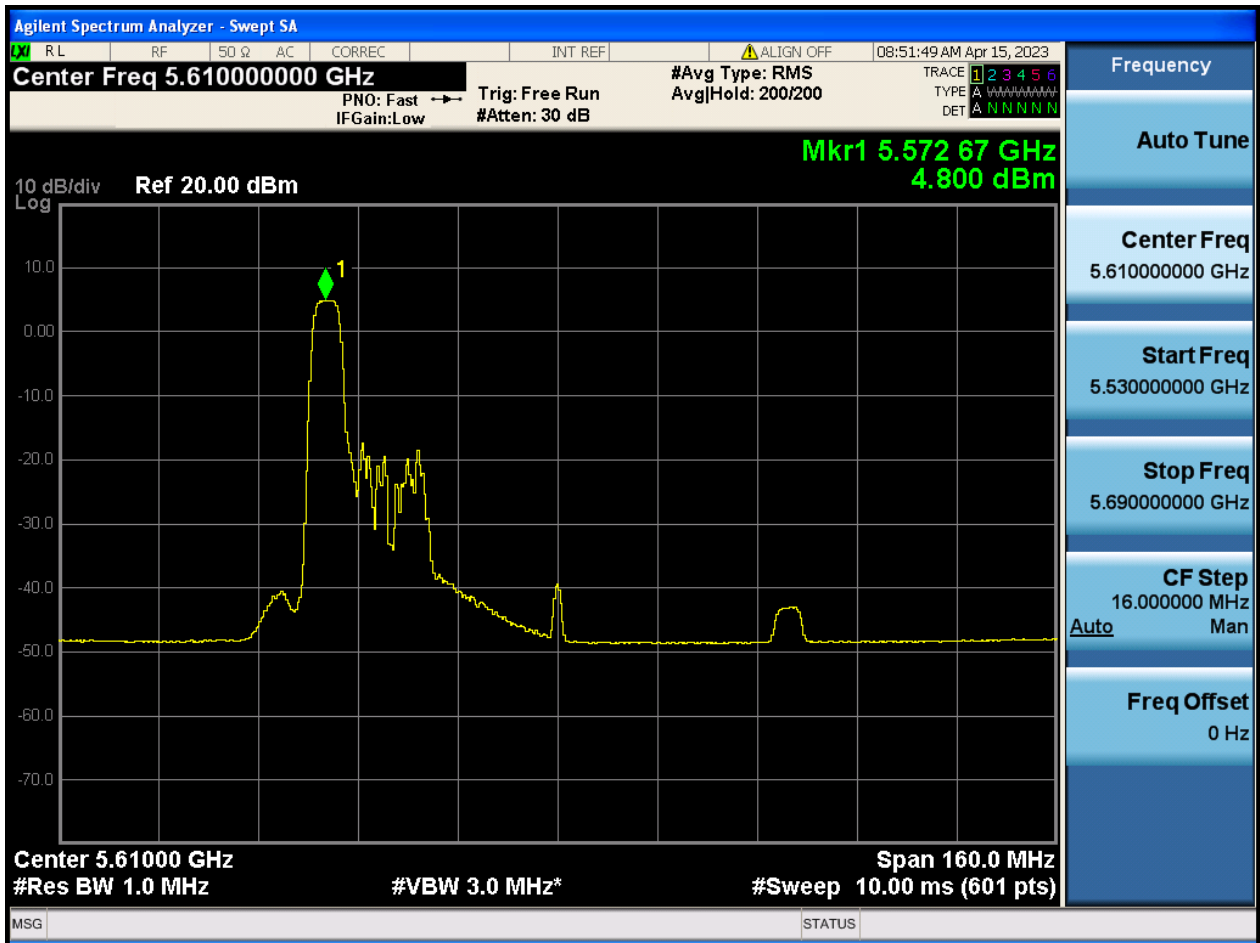 Agilent Spectrum Analyzer - Swept SA
LXI RL RF 50 Ω AC CORREC INT REF ALIGN OFF 08:51:49 AM Apr 15, 2023
Center Freq 5.610000000 GHz
PNO: Fast
IFGain:Low
Trig: Free Run
#Atten: 30 dB
#Avg Type: RMS
Avg|Hold: 200/200
TRACE 1 2 3 4 5 6
TYPE A WWWWW
DET A N N N N N
Mkr1 5.572 67 GHz
4.800 dBm
10 dB/div Ref 20.00 dBm
Log
1
10.0
0.00
-10.0
-20.0
-30.0
-40.0
-50.0
-60.0
-70.0
Center 5.61000 GHz Span 160.0 MHz
#Res BW 1.0 MHz #VBW 3.0 MHz* #Sweep 10.00 ms (601 pts)
MSG STATUS
Frequency
Auto Tune
Center Freq
5.610000000 GHz
Start Freq
5.530000000 GHz
Stop Freq
5.690000000 GHz
CF Step
16.000000 MHz
Auto Man
Freq Offset
0 Hz